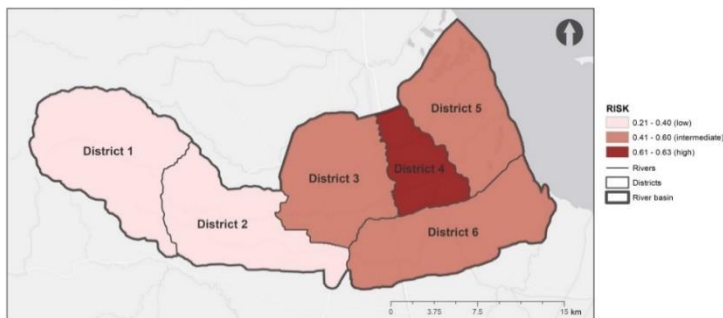 District 5
District 1
District 3
District 4
District 2
District 6
RISK
0.21 - 0.40 (low)
0.41 - 0.60 (intermediate)
0.61 - 0.63 (high)
Rivers
Districts
River basin
0 3.75 7.5 15 km